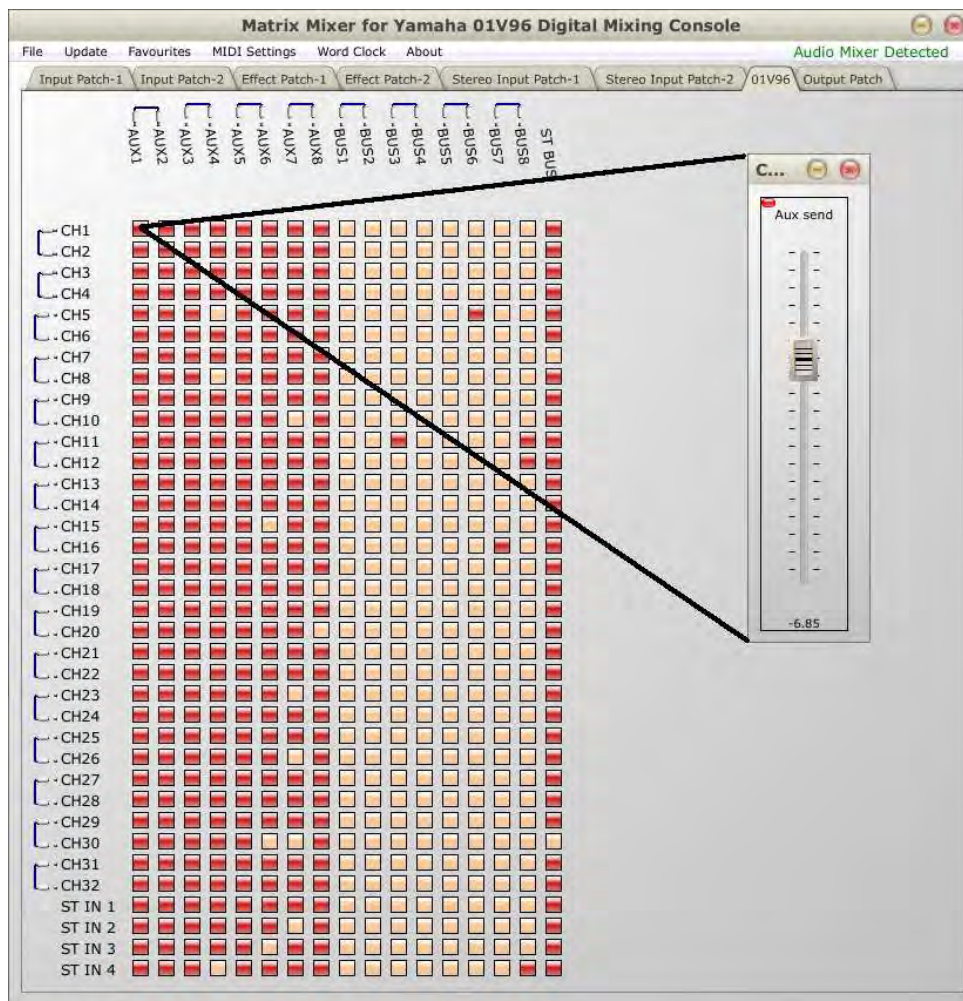 Matrix Mixer for Yamaha 01V96 Digital Mixing Console
File Update Favourites MIDI Settings Word Clock About Audio Mixer Detected
Input Patch-1 Input Patch-2 Effect Patch-1 Effect Patch-2 Stereo Input Patch-1 Stereo Input Patch-2 01V96 Output Patch
AUX1 AUX2 AUX3 AUX4 AUX5 AUX6 AUX7 AUX8 BUS1 BUS2 BUS3 BUS4 BUS5 BUS6 BUS7 BUS8 ST BUS
C...
Aux send
-6.85
CH1
CH2
CH3
CH4
CH5
CH6
CH7
CH8
CH9
CH10
CH11
CH12
CH13
CH14
CH15
CH16
CH17
CH18
CH19
CH20
CH21
CH22
CH23
CH24
CH25
CH26
CH27
CH28
CH29
CH30
CH31
CH32
ST IN 1
ST IN 2
ST IN 3
ST IN 4